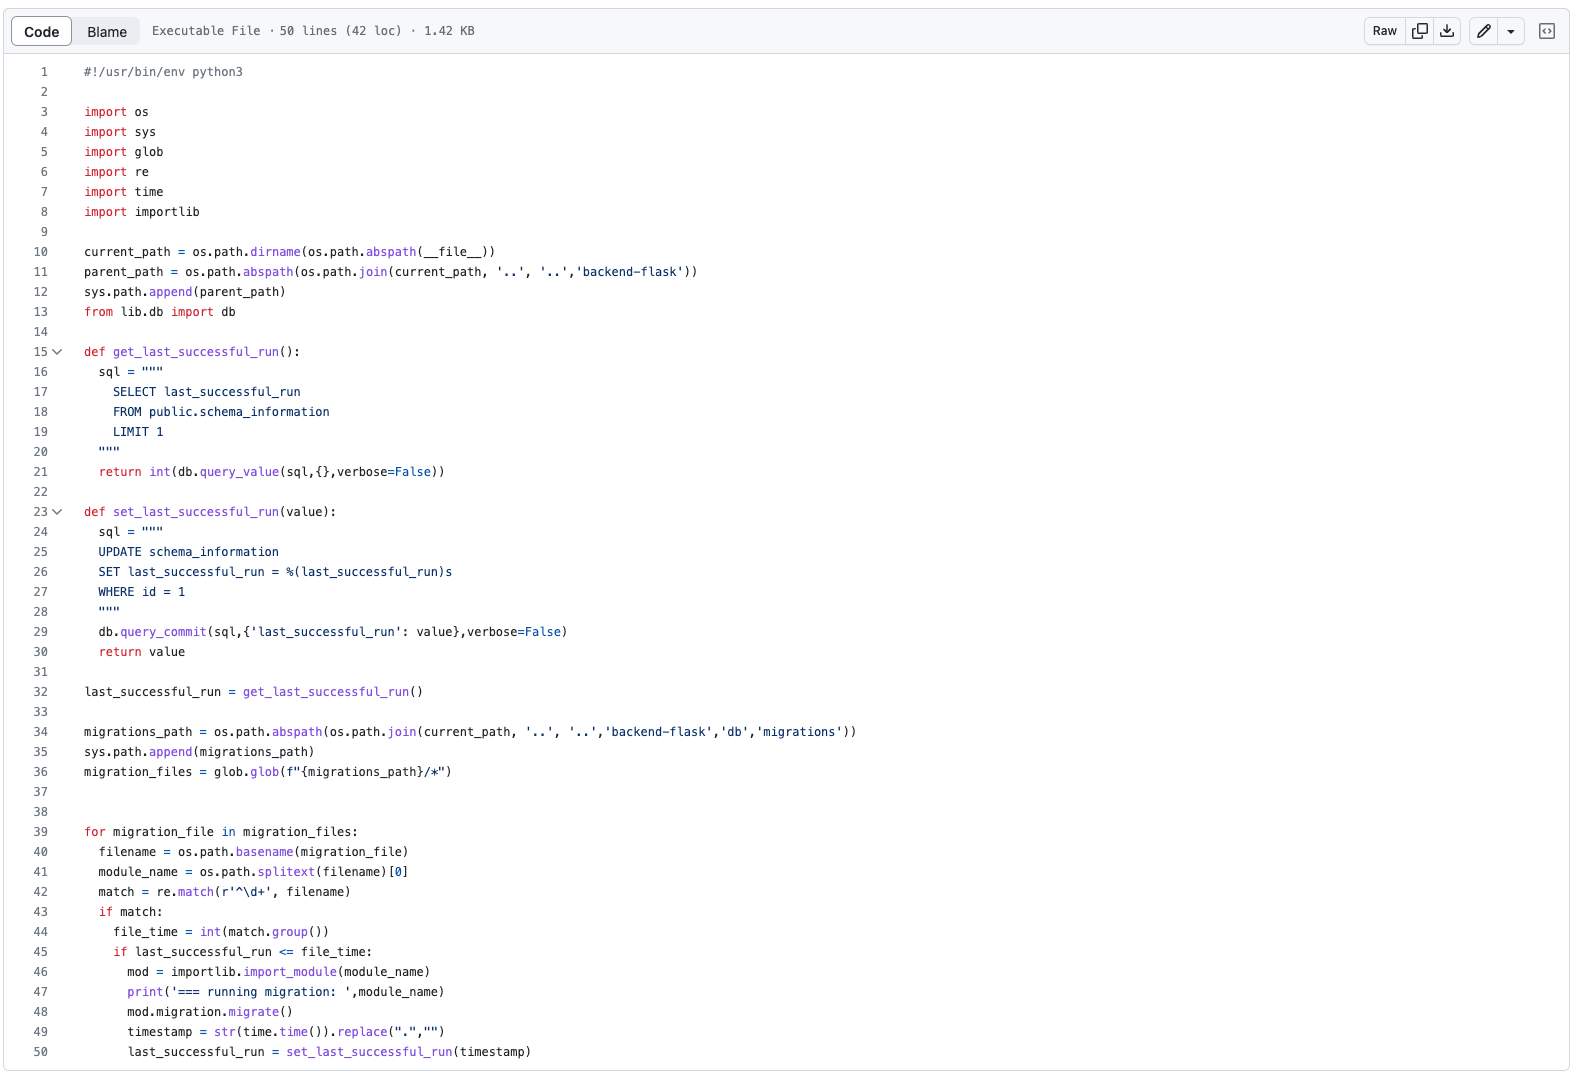 Code Blame Executable File · 50 lines (42 loc) · 1.42 KB Raw
1 #!/usr/bin/env python3
2
3 import os
4 import sys
5 import glob
6 import re
7 import time
8 import importlib
9
10 current_path = os.path.dirname(os.path.abspath(__file__))
11 parent_path = os.path.abspath(os.path.join(current_path, '..', '..','backend-flask'))
12 sys.path.append(parent_path)
13 from lib.db import db
14
15 def get_last_successful_run():
16   sql = """
17     SELECT last_successful_run
18     FROM public.schema_information
19     LIMIT 1
20   """
21   return int(db.query_value(sql,{},verbose=False))
22
23 def set_last_successful_run(value):
24   sql = """
25   UPDATE schema_information
26   SET last_successful_run = %(last_successful_run)s
27   WHERE id = 1
28   """
29   db.query_commit(sql,{'last_successful_run': value},verbose=False)
30   return value
31
32 last_successful_run = get_last_successful_run()
33
34 migrations_path = os.path.abspath(os.path.join(current_path, '..', '..','backend-flask','db','migrations'))
35 sys.path.append(migrations_path)
36 migration_files = glob.glob(f"{migrations_path}/*")
37
38
39 for migration_file in migration_files:
40   filename = os.path.basename(migration_file)
41   module_name = os.path.splitext(filename)[0]
42   match = re.match(r'^\d+', filename)
43   if match:
44     file_time = int(match.group())
45     if last_successful_run <= file_time:
46       mod = importlib.import_module(module_name)
47       print('=== running migration: ',module_name)
48       mod.migration.migrate()
49       timestamp = str(time.time()).replace(".","")
50       last_successful_run = set_last_successful_run(timestamp)